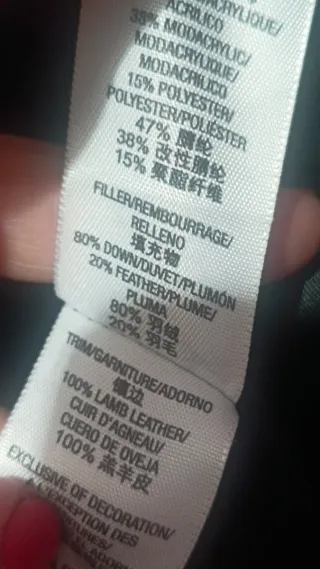 ACRILICO
38% MODACRYLIC/
MODACRYLIQUE/
MODACRILICO
15% POLYESTER/
POLYESTER/POLIÉSTER
47% 腈纶
38% 改性腈纶
15% 聚酯纤维
FILLER/REMBOURRAGE/
RELLENO
填充物
80% DOWN/DUVET/PLUMÓN
20% FEATHER/PLUME/
PLUMA
80% 羽绒
20% 羽毛
TRIM/GARNITURE/ADORNO
镶边
100% LAMB LEATHER/
CUIR D'AGNEAU/
CUERO DE OVEJA
100% 羔羊皮
EXCLUSIVE OF DECORATION/
L'EXCEPTION DES